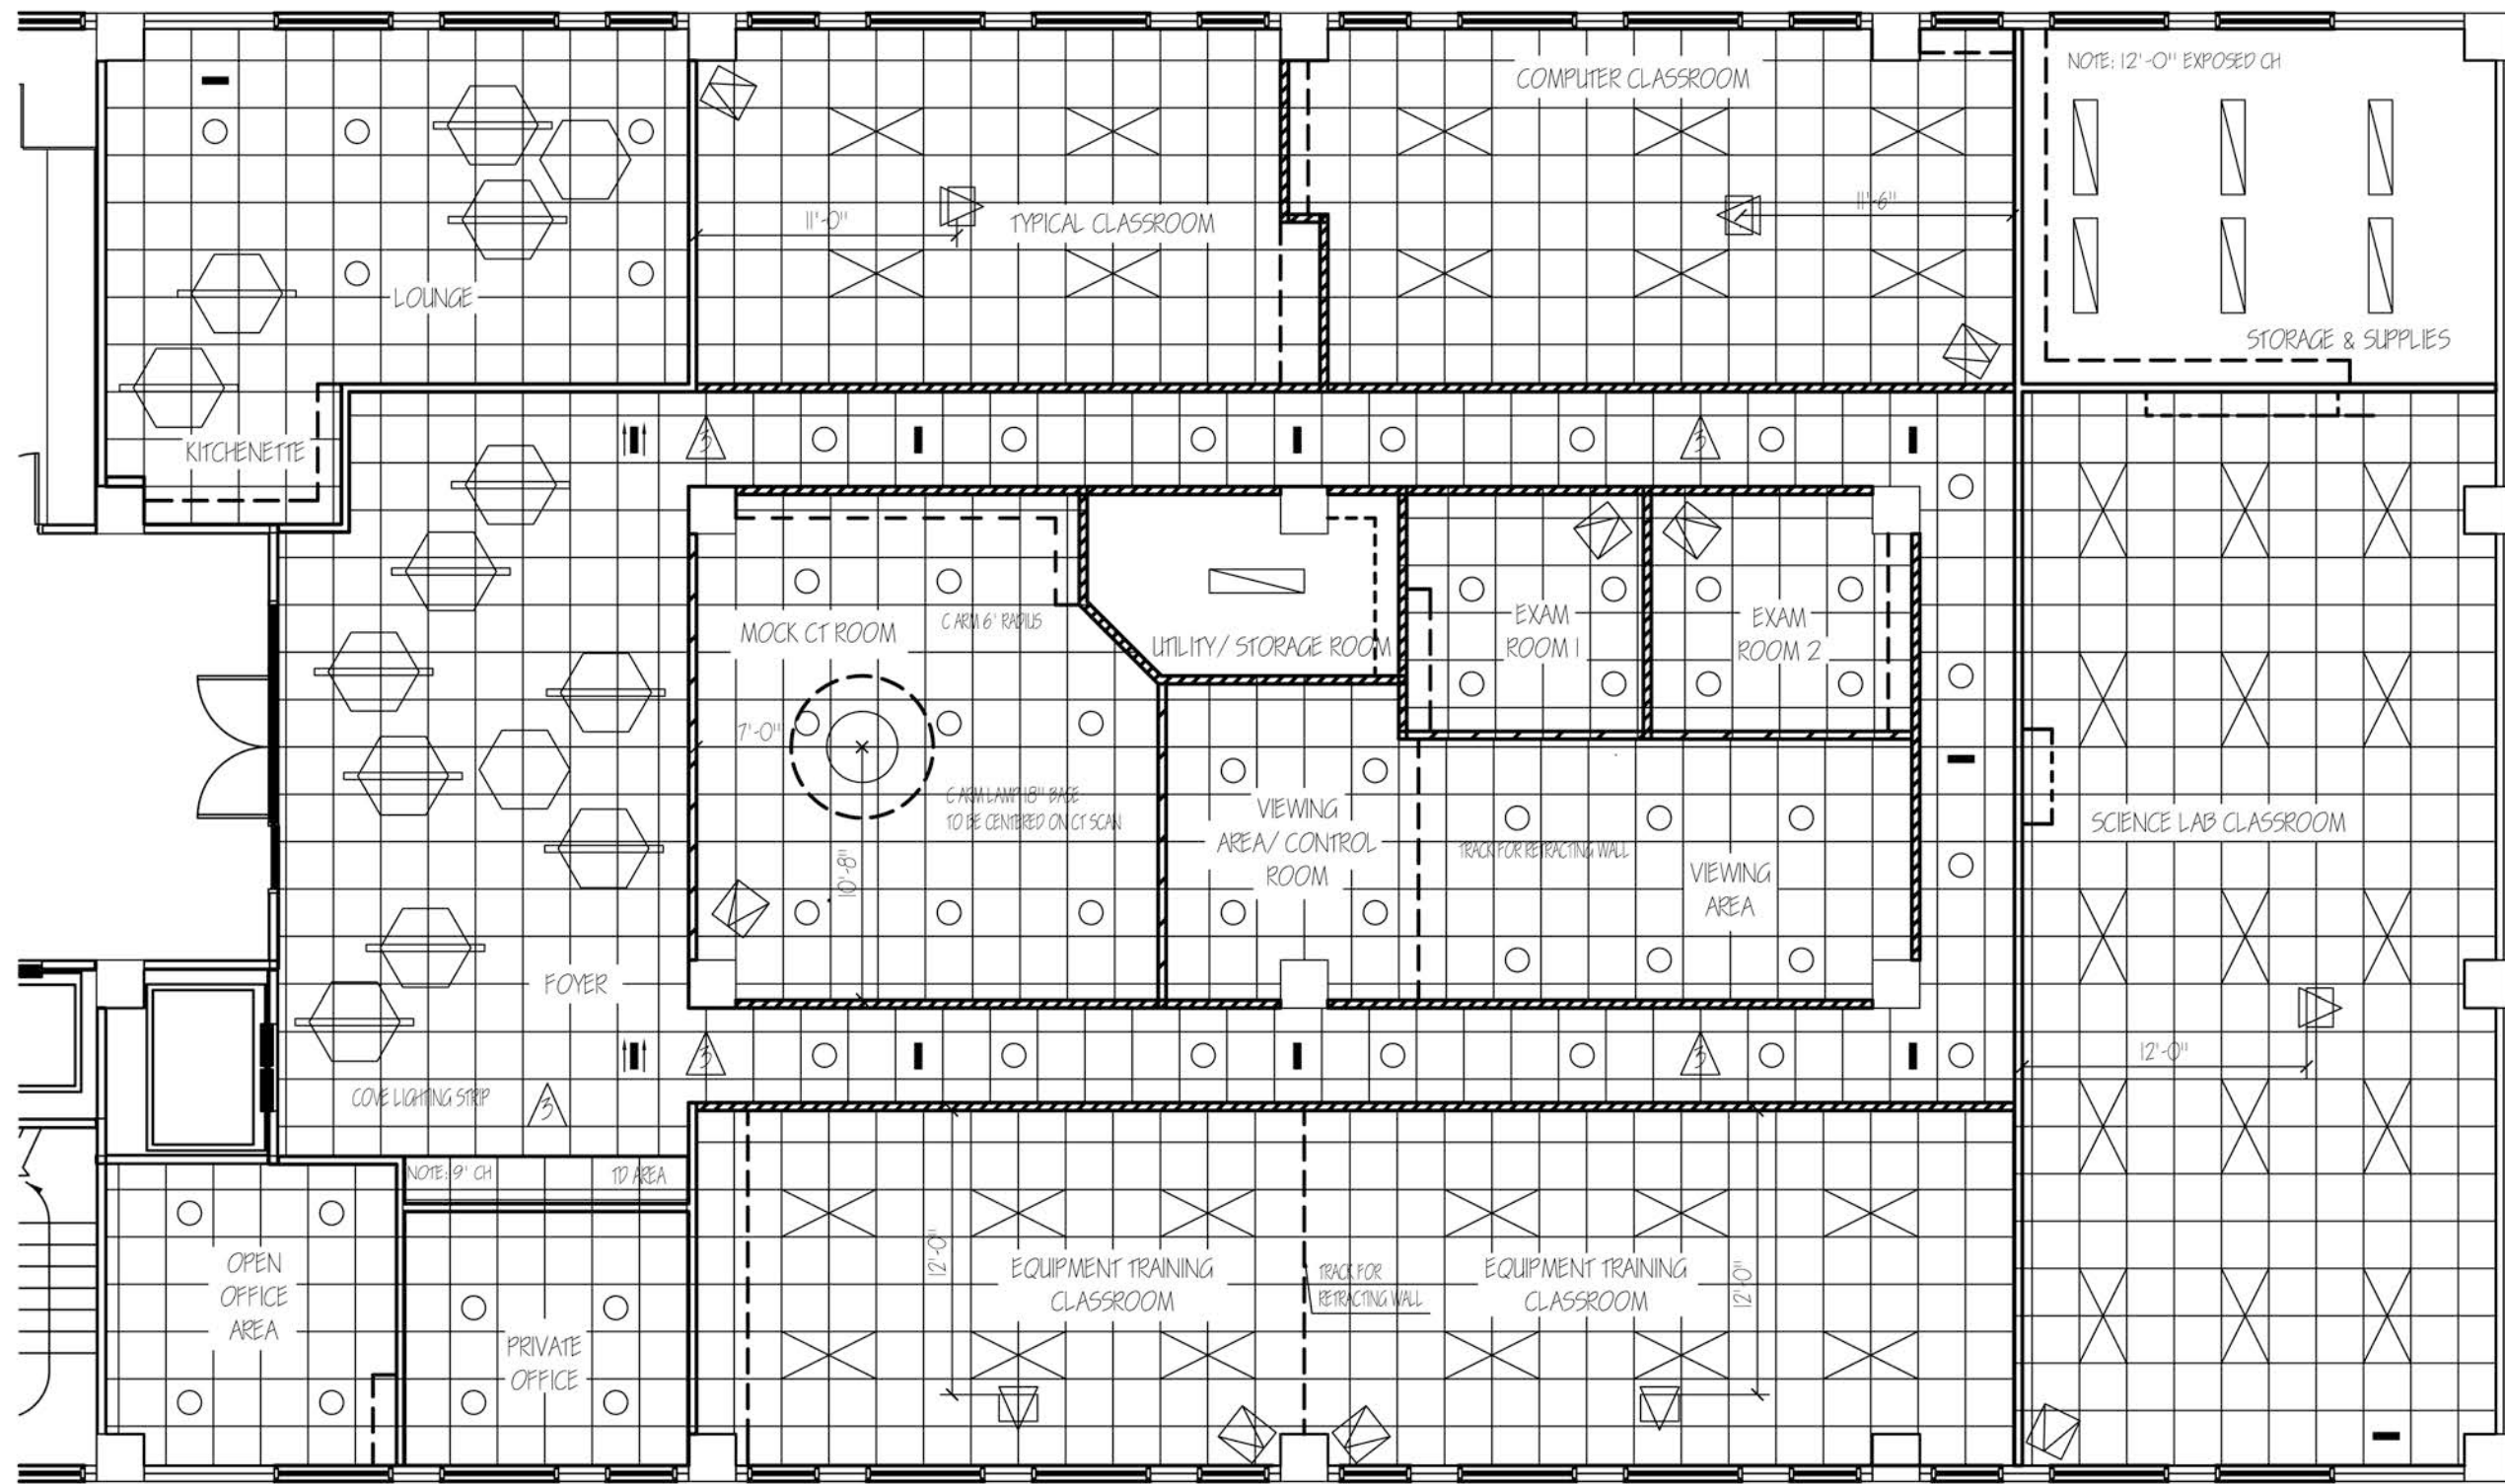 NOTE: 12'-0" EXPOSED CH
COMPUTER CLASSROOM
11'-6"
11'-0"
TYPICAL CLASSROOM
LOUNGE
STORAGE & SUPPLIES
KITCHENETTE
3
3
MOCK CT ROOM
C ARM 6' RADIUS
UTILITY/ STORAGE ROOM
EXAM
ROOM 1
EXAM
ROOM 2
7'-0"
C ARM LAMP 18" BASE
TO BE CENTERED ON CT SCAN
10'-8"
VIEWING
AREA/ CONTROL
ROOM
TRACK FOR RETRACTING WALL
VIEWING
AREA
SCIENCE LAB CLASSROOM
FOYER
12'-0"
3
3
COVE LIGHTING STRIP
3
NOTE: 9' CH
TD AREA
OPEN
OFFICE
AREA
PRIVATE
OFFICE
12'-0"
EQUIPMENT TRAINING
CLASSROOM
TRACK FOR
RETRACTING WALL
EQUIPMENT TRAINING
CLASSROOM
12'-0"